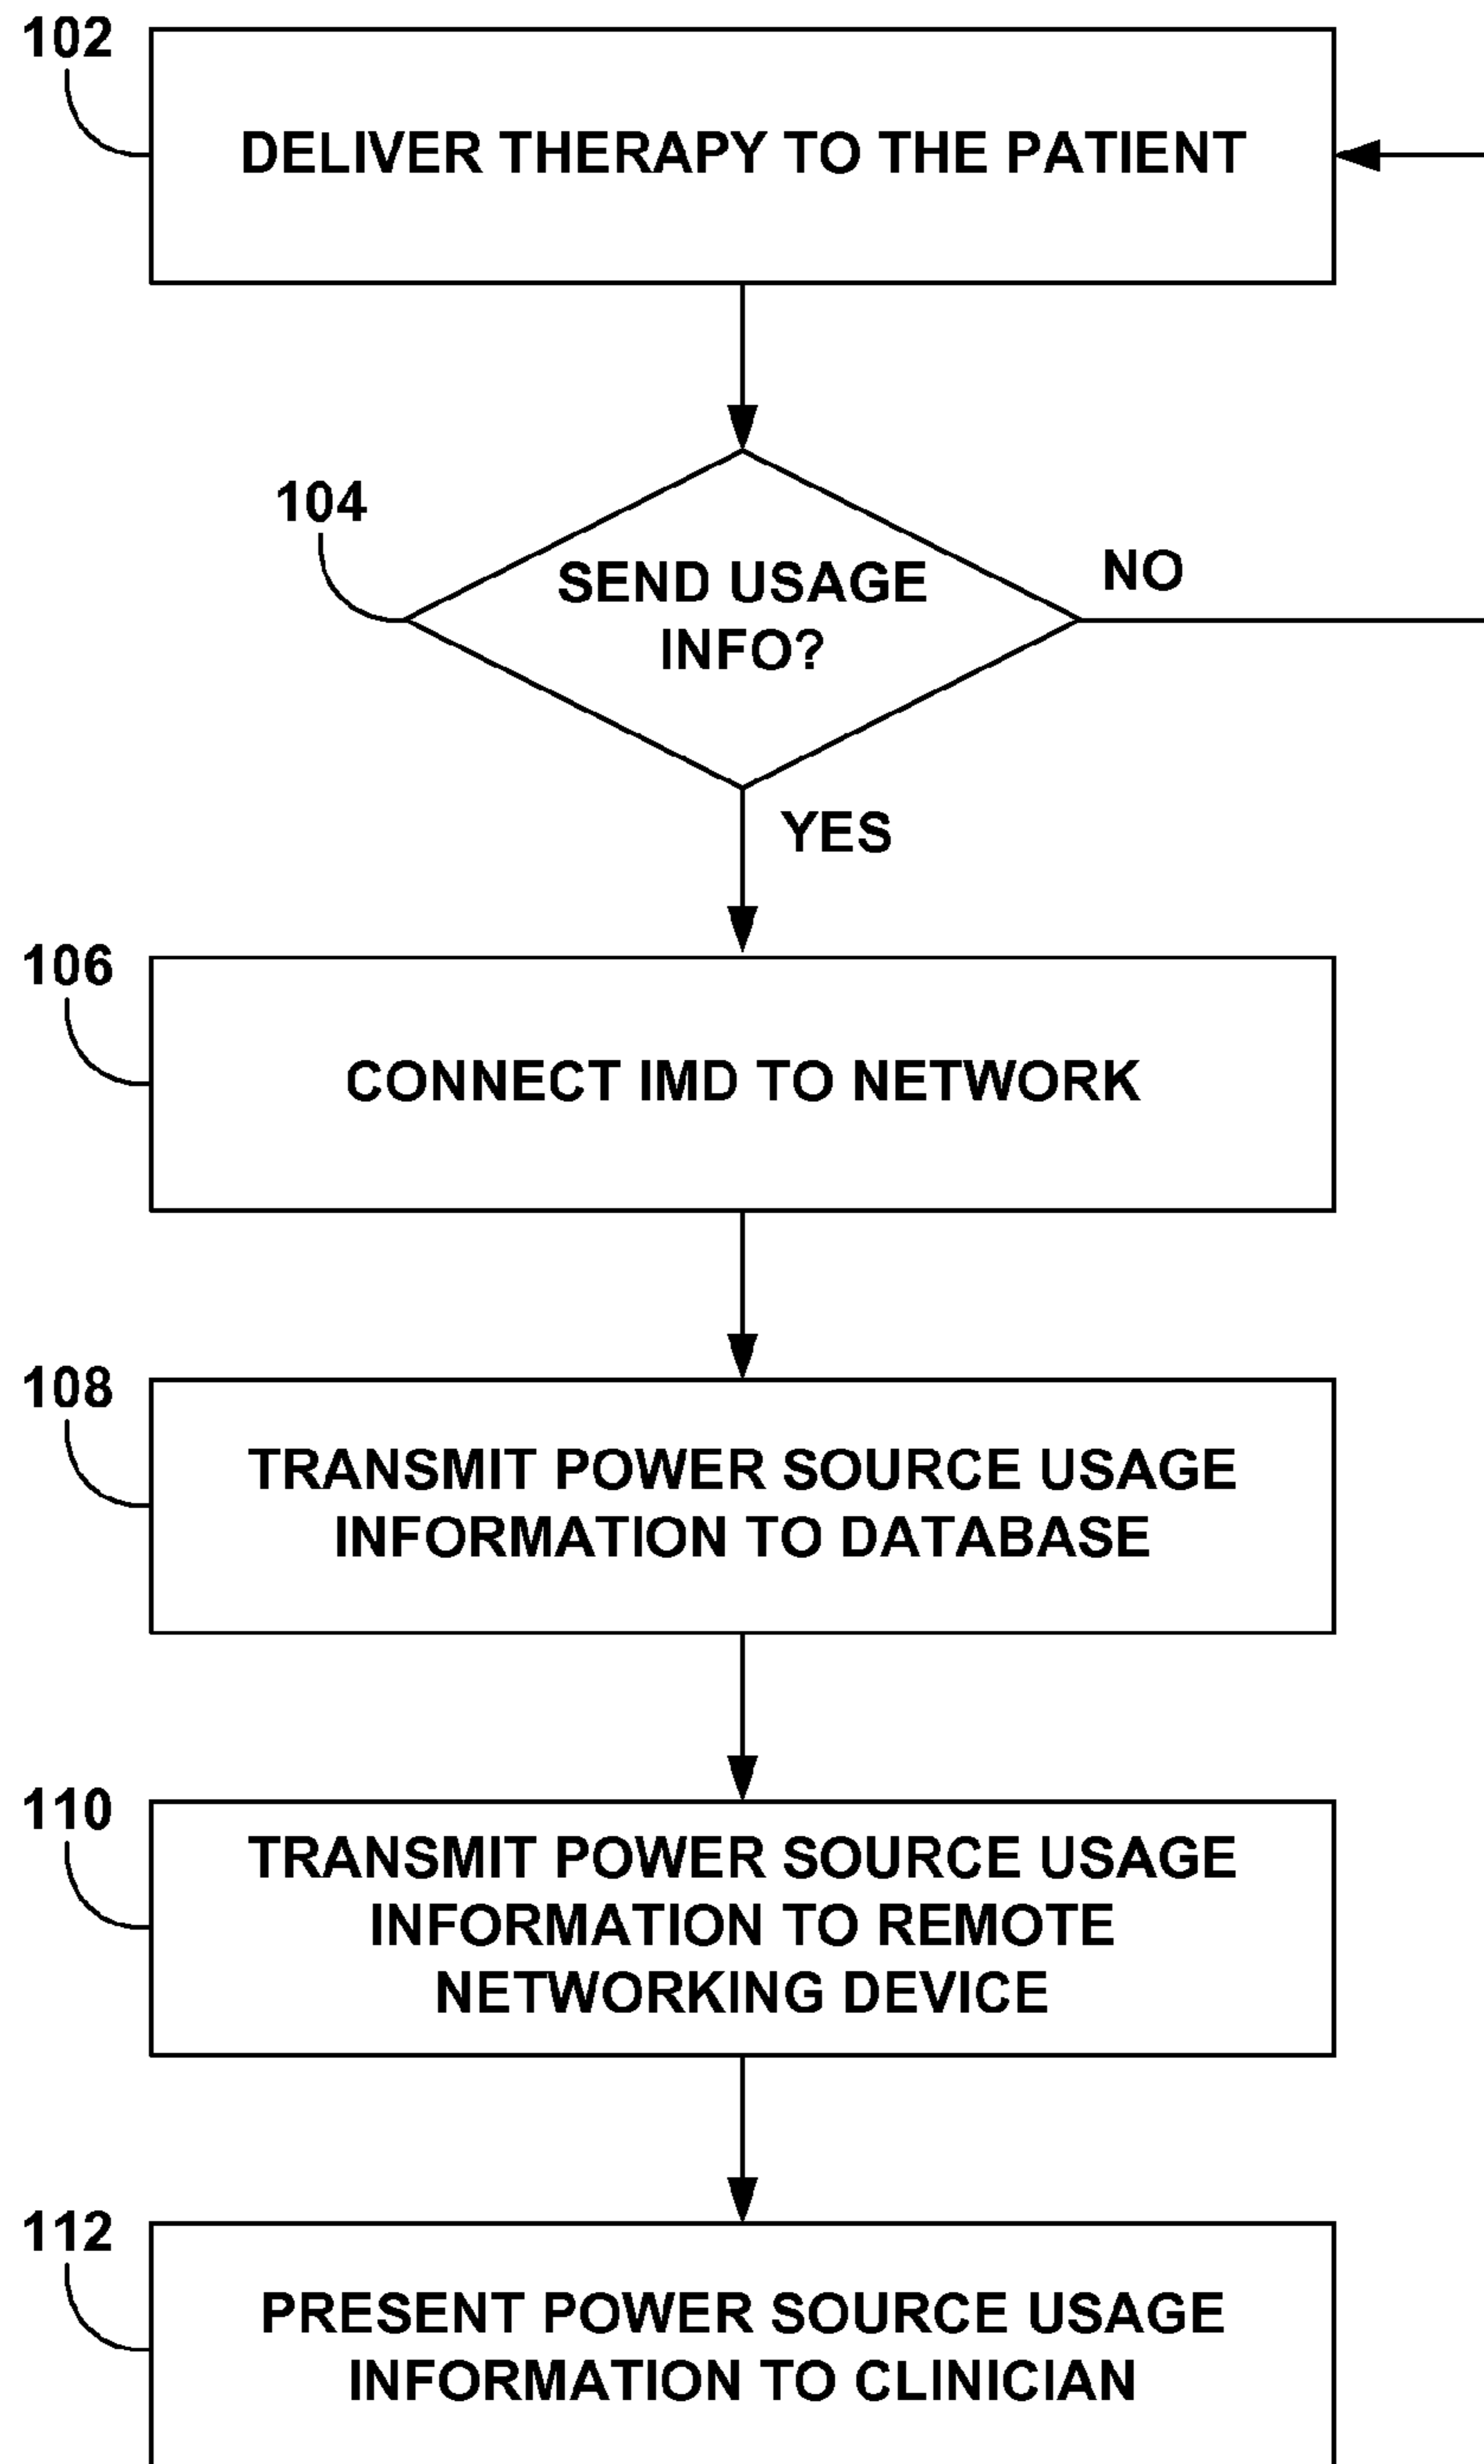 102
DELIVER THERAPY TO THE PATIENT
104
SEND USAGE
INFO?
NO
YES
106
CONNECT IMD TO NETWORK
108
TRANSMIT POWER SOURCE USAGE
INFORMATION TO DATABASE
110
TRANSMIT POWER SOURCE USAGE
INFORMATION TO REMOTE
NETWORKING DEVICE
112
PRESENT POWER SOURCE USAGE
INFORMATION TO CLINICIAN